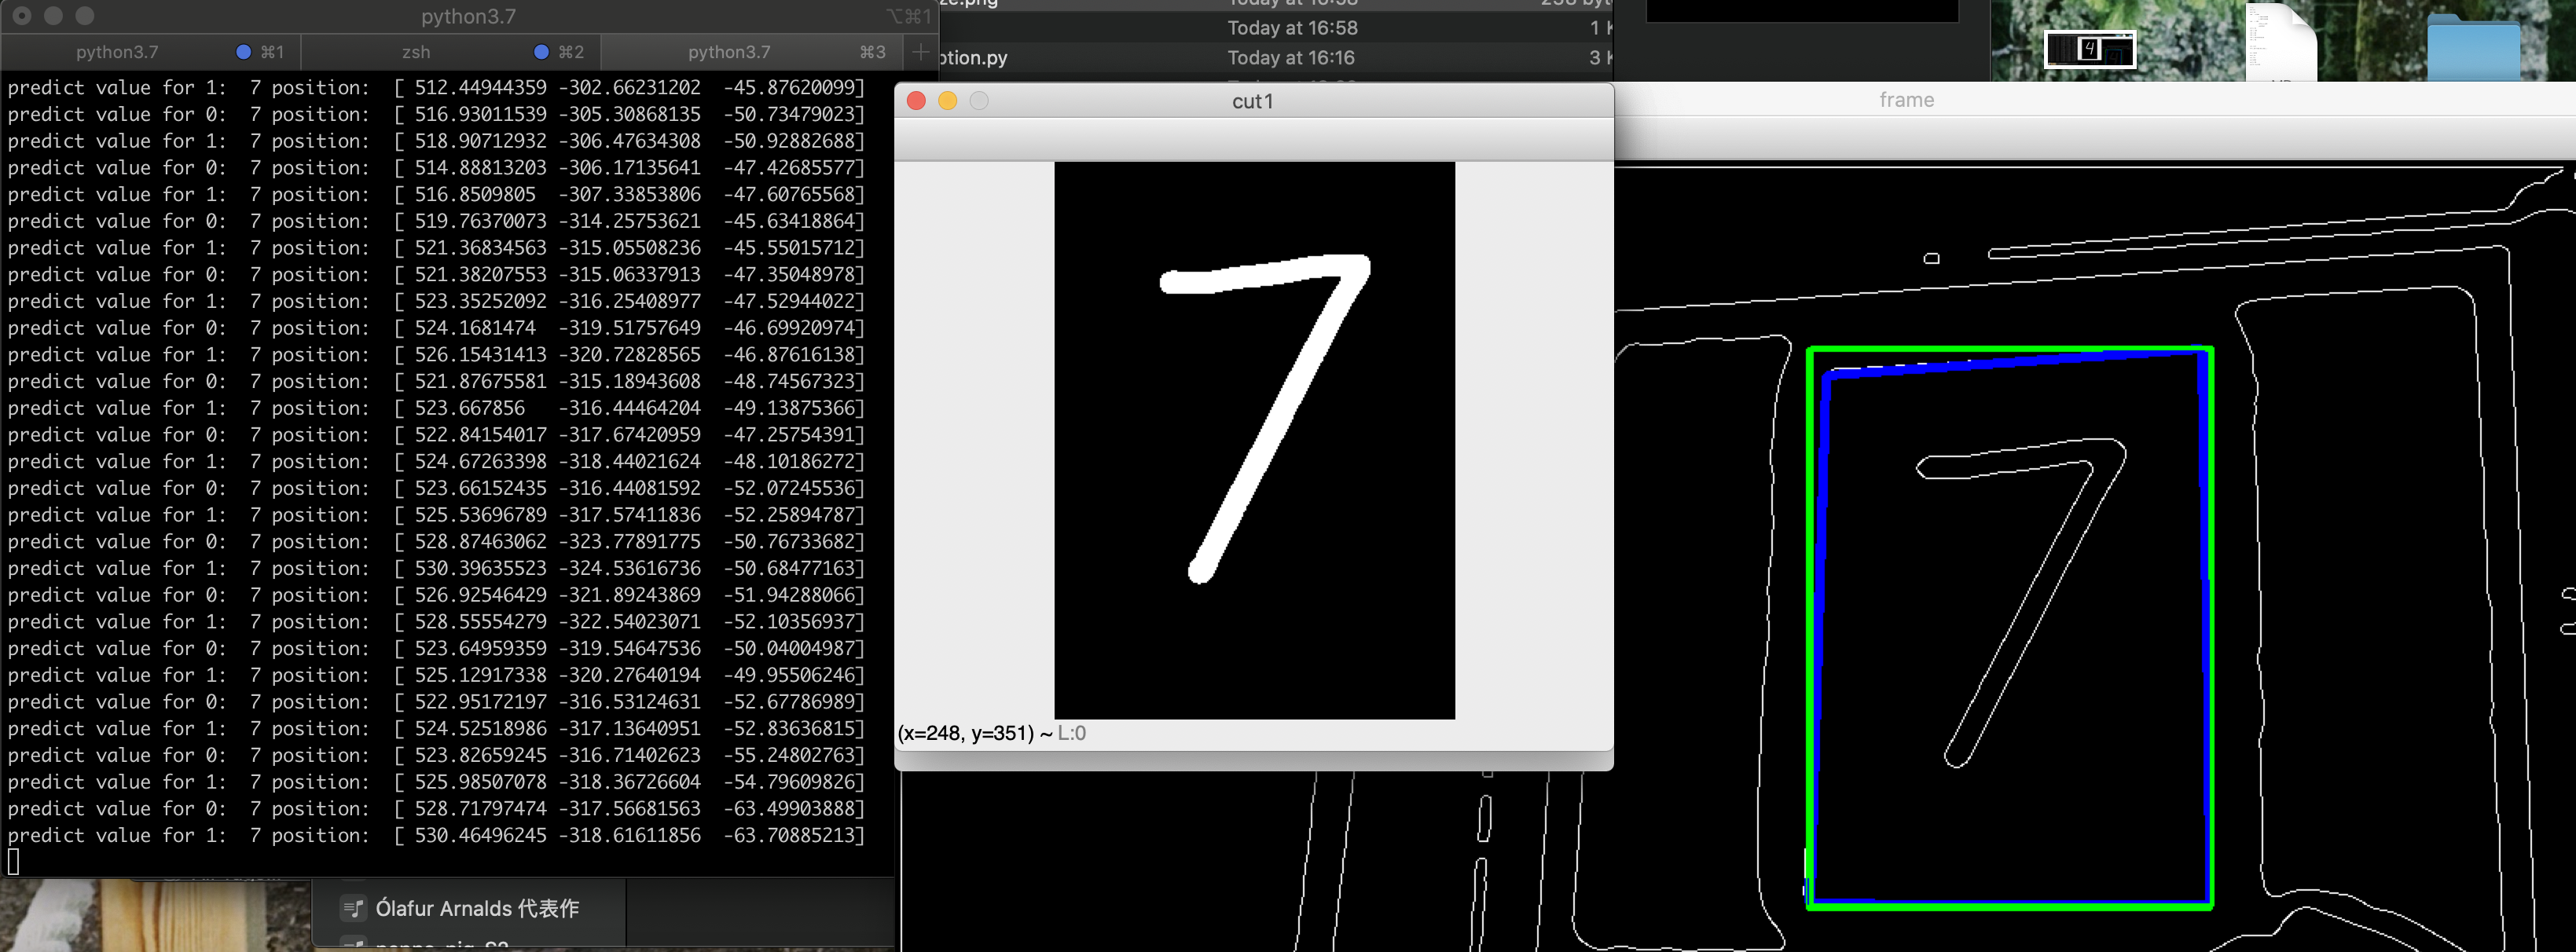 python3.7
⌥⌘1
python3.7 ⌘1 zsh ⌘2 python3.7 ⌘3 +
predict value for 1:  7 position:  [ 512.44944359 -302.66231202  -45.87620099]
predict value for 0:  7 position:  [ 516.93011539 -305.30868135  -50.73479023]
predict value for 1:  7 position:  [ 518.90712932 -306.47634308  -50.92882688]
predict value for 0:  7 position:  [ 514.88813203 -306.17135641  -47.42685577]
predict value for 1:  7 position:  [ 516.8509805  -307.33853806  -47.60765568]
predict value for 0:  7 position:  [ 519.76370073 -314.25753621  -45.63418864]
predict value for 1:  7 position:  [ 521.36834563 -315.05508236  -45.55015712]
predict value for 0:  7 position:  [ 521.38207553 -315.06337913  -47.35048978]
predict value for 1:  7 position:  [ 523.35252092 -316.25408977  -47.52944022]
predict value for 0:  7 position:  [ 524.1681474  -319.51757649  -46.69920974]
predict value for 1:  7 position:  [ 526.15431413 -320.72828565  -46.87616138]
predict value for 0:  7 position:  [ 521.87675581 -315.18943608  -48.74567323]
predict value for 1:  7 position:  [ 523.667856   -316.44464204  -49.13875366]
predict value for 0:  7 position:  [ 522.84154017 -317.67420959  -47.25754391]
predict value for 1:  7 position:  [ 524.67263398 -318.44021624  -48.10186272]
predict value for 0:  7 position:  [ 523.66152435 -316.44081592  -52.07245536]
predict value for 1:  7 position:  [ 525.53696789 -317.57411836  -52.25894787]
predict value for 0:  7 position:  [ 528.87463062 -323.77891775  -50.76733682]
predict value for 1:  7 position:  [ 530.39635523 -324.53616736  -50.68477163]
predict value for 0:  7 position:  [ 526.92546429 -321.89243869  -51.94288066]
predict value for 1:  7 position:  [ 528.55554279 -322.54023071  -52.10356937]
predict value for 0:  7 position:  [ 523.64959359 -319.54647536  -50.04004987]
predict value for 1:  7 position:  [ 525.12917338 -320.27640194  -49.95506246]
predict value for 0:  7 position:  [ 522.95172197 -316.53124631  -52.67786989]
predict value for 1:  7 position:  [ 524.52518986 -317.13640951  -52.83636815]
predict value for 0:  7 position:  [ 523.82659245 -316.71402623  -55.24802763]
predict value for 1:  7 position:  [ 525.98507078 -318.36726604  -54.79609826]
predict value for 0:  7 position:  [ 528.71797474 -317.56681563  -63.49903888]
predict value for 1:  7 position:  [ 530.46496245 -318.61611856  -63.70885213]
Ólafur Arnalds 代表作
ze.png Today at 16:58
Today at 16:58 1 K
otion.py Today at 16:16 3 K
4
cut1
7
(x=248, y=351) ~ L:0
frame
7